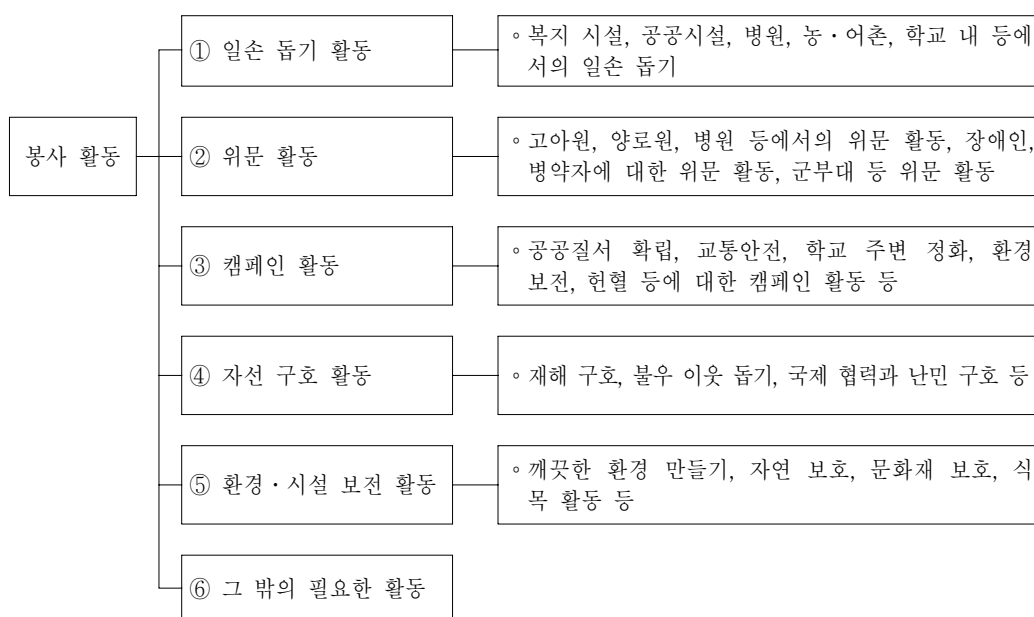 봉사 활동
① 일손 돕기 활동
◦복지 시설, 공공시설, 병원, 농・어촌, 학교 내 등에
서의 일손 돕기
② 위문 활동
◦고아원, 양로원, 병원 등에서의 위문 활동, 장애인,
병약자에 대한 위문 활동, 군부대 등 위문 활동
③ 캠페인 활동
◦공공질서 확립, 교통안전, 학교 주변 정화, 환경
보전, 헌혈 등에 대한 캠페인 활동 등
④ 자선 구호 활동
◦재해 구호, 불우 이웃 돕기, 국제 협력과 난민 구호 등
⑤ 환경・시설 보전 활동
◦깨끗한 환경 만들기, 자연 보호, 문화재 보호, 식
목 활동 등
⑥ 그 밖의 필요한 활동